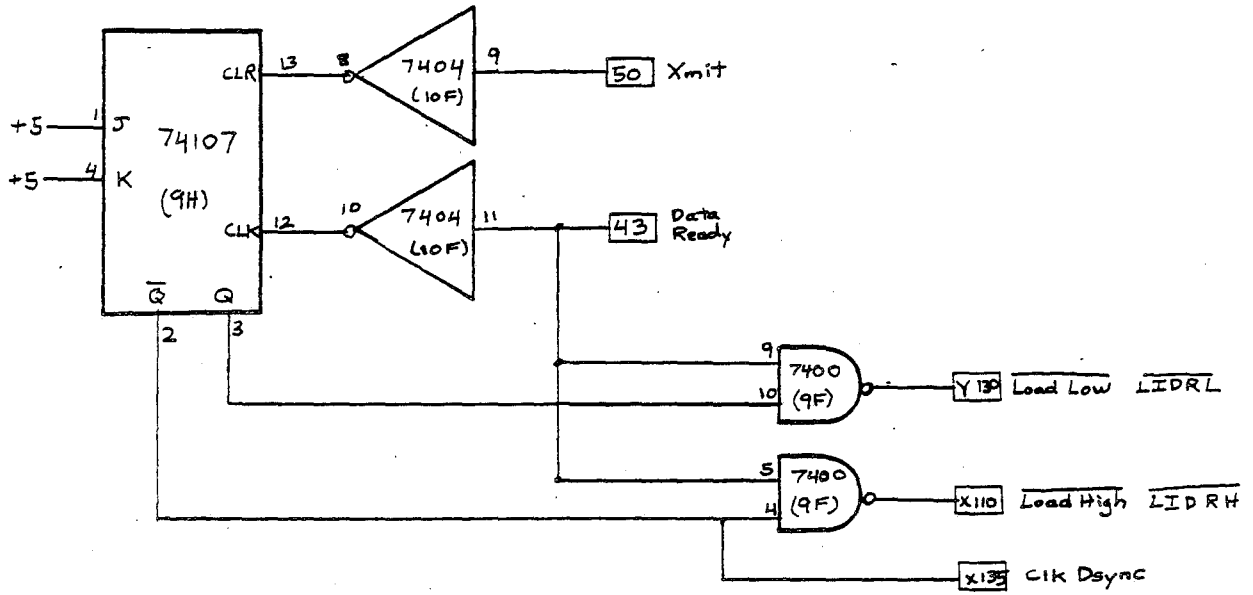 CLR 13 8 7404 (10F) 9 50 Xmit
+5 1 J
74107
+5 4 K
(9H)
CLK 12 10 7404 (10F) 11 43 Data Ready
Q Q
2 3
9 10 7400 (9F) Y130 Load Low LIDRL
5 4 7400 (9F) X110 Load High LIDRH
X135 Clk Dsync